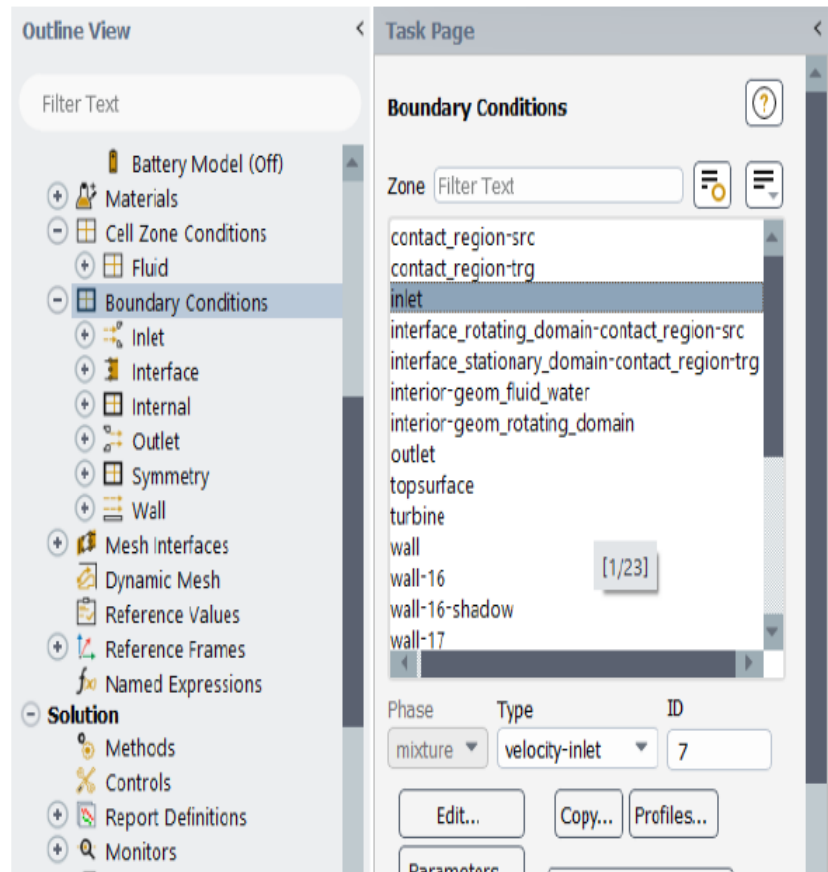 Outline View
Filter Text
Battery Model (Off)
Materials
Cell Zone Conditions
Fluid
Boundary Conditions
Inlet
Interface
Internal
Outlet
Symmetry
Wall
Mesh Interfaces
Dynamic Mesh
Reference Values
Reference Frames
Named Expressions
Solution
Methods
Controls
Report Definitions
Monitors
Task Page
Boundary Conditions
Zone Filter Text
contact_region-src
contact_region-trg
inlet
interface_rotating_domain-contact_region-src
interface_stationary_domain-contact_region-trg
interior-geom_fluid_water
interior-geom_rotating_domain
outlet
topsurface
turbine
wall
[1/23]
wall-16
wall-16-shadow
wall-17
Phase Type ID
mixture velocity-inlet 7
Edit... Copy... Profiles...
Parameters...